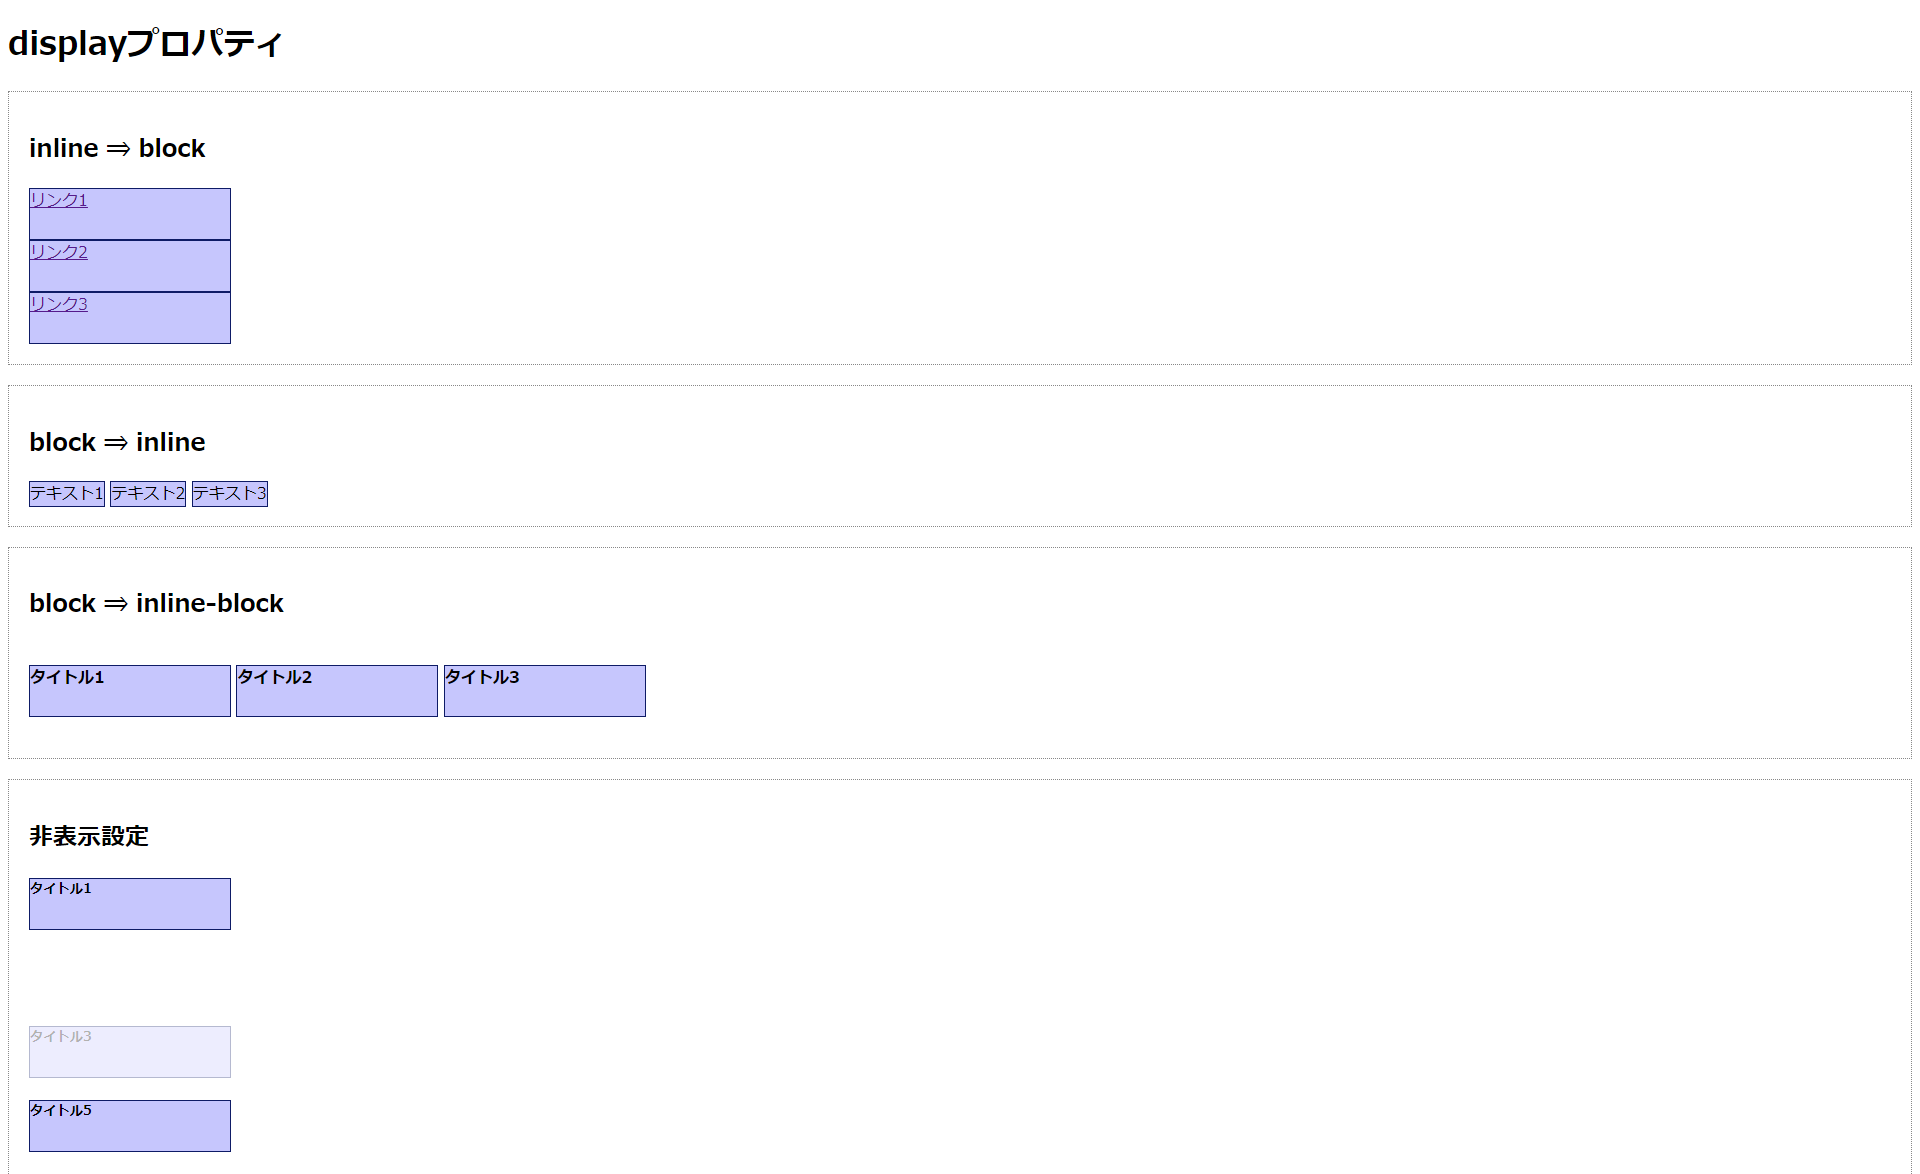 displayプロパティ
inline ⇒ block
リンク1
リンク2
リンク3
block ⇒ inline
テキスト1 テキスト2 テキスト3
block ⇒ inline-block
タイトル1 タイトル2 タイトル3
非表示設定
タイトル1
タイトル3
タイトル5